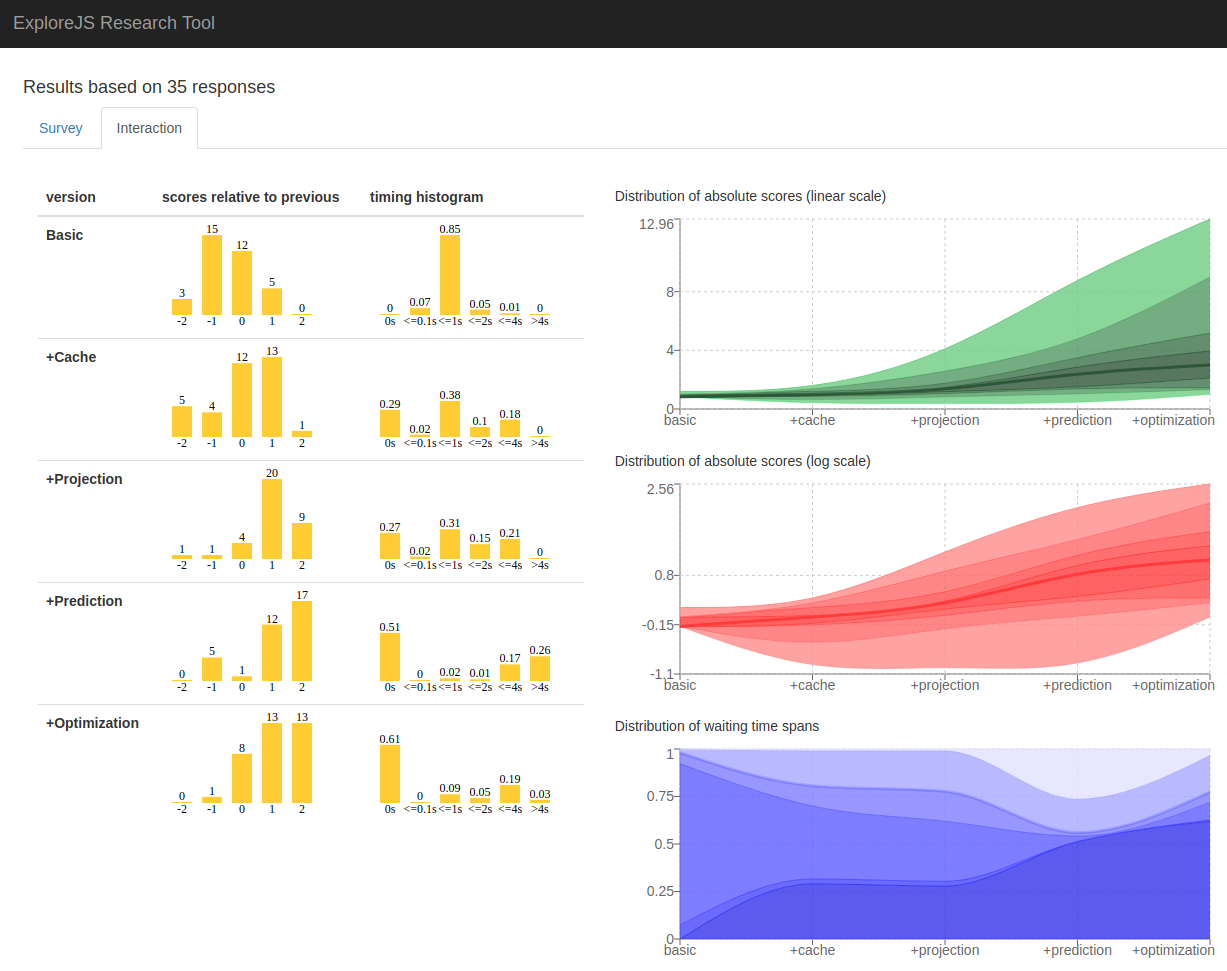 ExploreJS Research Tool
Results based on 35 responses
Survey Interaction
version scores relative to previous timing histogram
Basic
3 15 12 5 0
-2 -1 0 1 2
0 0.07 0.85 0.05 0.01 0
0s <=0.1s <=1s <=2s <=4s >4s
+Cache
5 4 12 13 1
-2 -1 0 1 2
0.29 0.02 0.38 0.1 0.18 0
0s <=0.1s <=1s <=2s <=4s >4s
+Projection
1 1 4 20 9
-2 -1 0 1 2
0.27 0.02 0.31 0.15 0.21 0
0s <=0.1s <=1s <=2s <=4s >4s
+Prediction
0 5 1 12 17
-2 -1 0 1 2
0.51 0 0.02 0.01 0.17 0.26
0s <=0.1s <=1s <=2s <=4s >4s
+Optimization
0 1 8 13 13
-2 -1 0 1 2
0.61 0 0.09 0.05 0.19 0.03
0s <=0.1s <=1s <=2s <=4s >4s
Distribution of absolute scores (linear scale)
12.96
8
4
0
basic +cache +projection +prediction +optimization
Distribution of absolute scores (log scale)
2.56
0.8
-0.15
-1.1
basic +cache +projection +prediction +optimization
Distribution of waiting time spans
1
0.75
0.5
0.25
0
basic +cache +projection +prediction +optimization